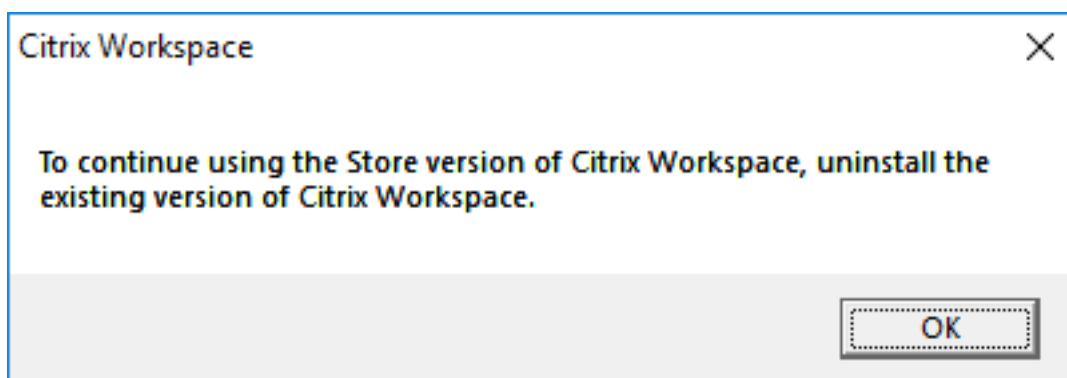 Citrix Workspace
To continue using the Store version of Citrix Workspace, uninstall the
existing version of Citrix Workspace.
OK